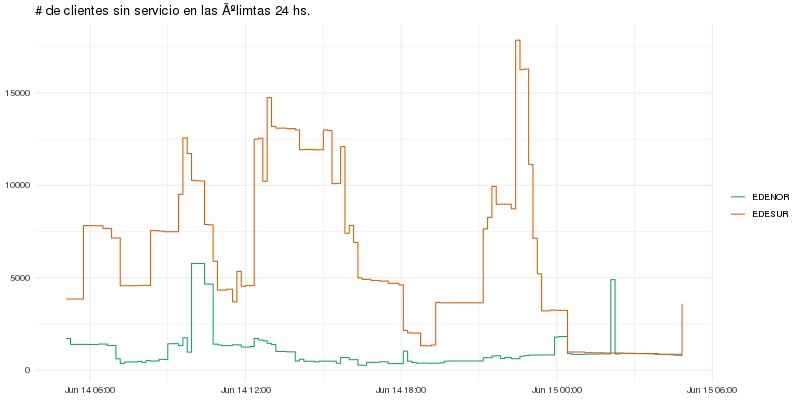 # de clientes sin servicio en las Ãºlimtas 24 hs.
15000
10000
5000
0
Jun 14 06:00
Jun 14 12:00
Jun 14 18:00
Jun 15 00:00
Jun 15 06:00
EDENOR
EDESUR